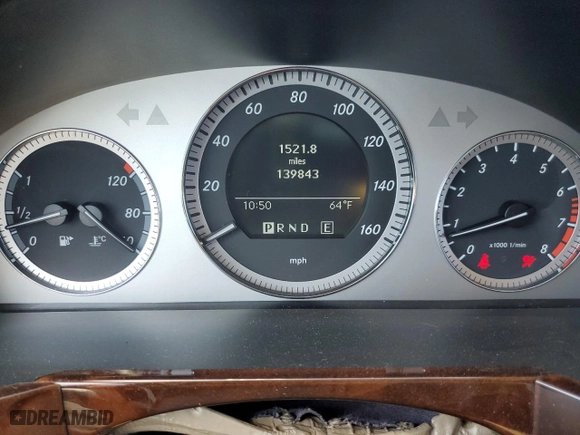 1521.8
miles
139843
10:50 64°F
P R N D E
0 20 40 60 80 100 120 140 160
mph
0 1/2 1
120 80
°C
0 1 2 3 4 5 6 7 8
x1000 1/min
DREAMBID